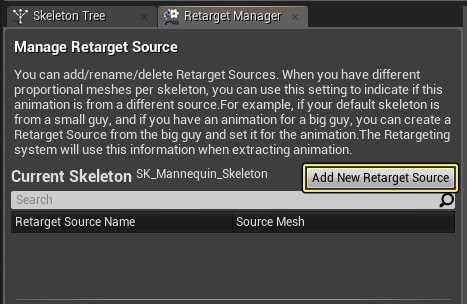 Skeleton Tree
Retarget Manager
Manage Retarget Source
You can add/rename/delete Retarget Sources. When you have different
proportional meshes per skeleton, you can use this setting to indicate if this
animation is from a different source.For example, if your default skeleton is
from a small guy, and if you have an animation for a big guy, you can create a
Retarget Source from the big guy and set it for the animation.The Retargeting
system will use this information when extracting animation.
Current Skeleton SK_Mannequin_Skeleton Add New Retarget Source
Search
Retarget Source Name Source Mesh